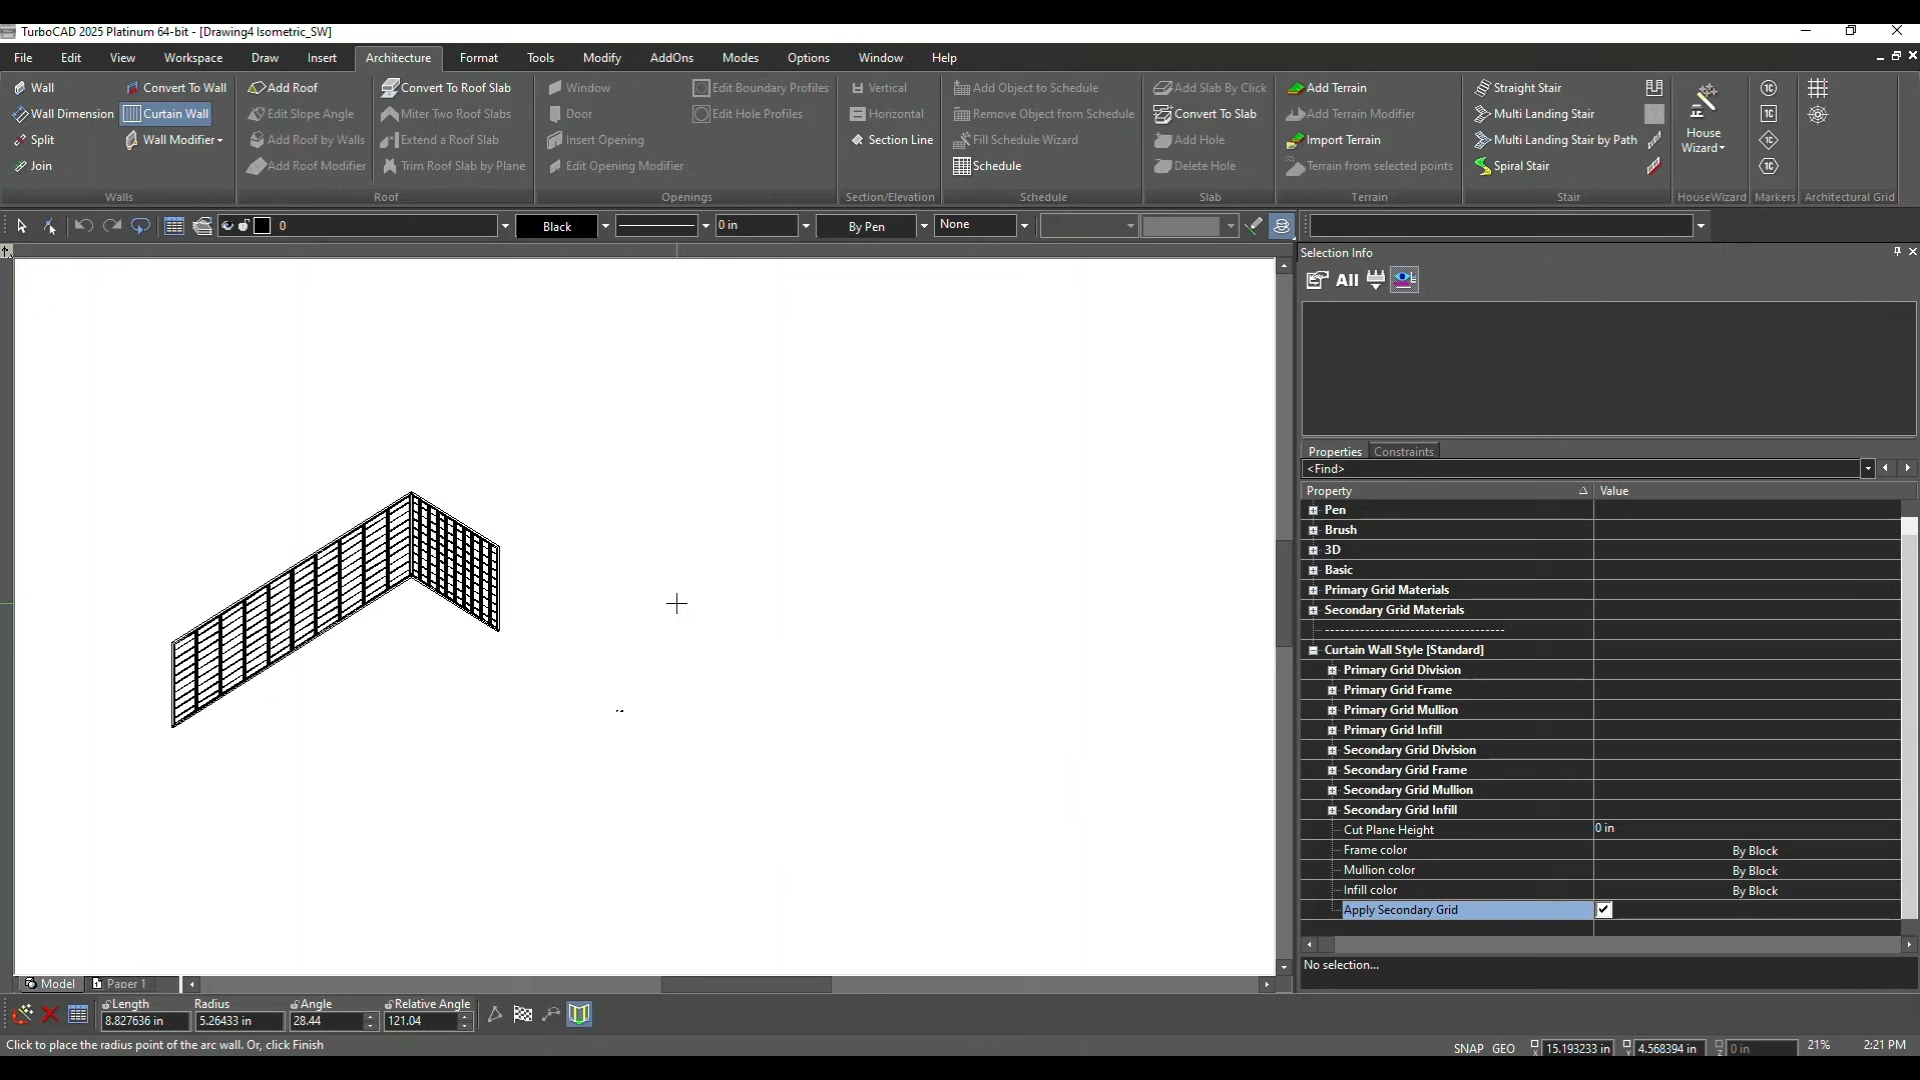 TurboCAD 2025 Platinum 64-bit - [Drawing4 Isometric_SW]
File Edit View Workspace Draw Insert Architecture Format Tools Modify AddOns Modes Options Window Help
Wall Convert To Wall Add Roof Convert To Roof Slab Window Edit Boundary Profiles Vertical Add Object to Schedule Add Slab By Click Add Terrain Straight Stair
Wall Dimension Curtain Wall Edit Slope Angle Miter Two Roof Slabs Door Edit Hole Profiles Horizontal Remove Object from Schedule Convert To Slab Add Terrain Modifier Multi Landing Stair
Split Wall Modifier Add Roof by Walls Extend a Roof Slab Insert Opening Section Line Fill Schedule Wizard Add Hole Import Terrain Multi Landing Stair by Path House Wizard
Join Add Roof Modifier Trim Roof Slab by Plane Edit Opening Modifier Schedule Delete Hole Terrain from selected points Spiral Stair
Walls Roof Openings Section/Elevation Schedule Slab Terrain Stair HouseWizard Markers Architectural Grid
0 Black 0 in By Pen None
Selection Info
All
Properties Constraints
<Find>
Property Value
Pen
Brush
3D
Basic
Primary Grid Materials
Secondary Grid Materials
------------------------------------
Curtain Wall Style [Standard]
Primary Grid Division
Primary Grid Frame
Primary Grid Mullion
Primary Grid Infill
Secondary Grid Division
Secondary Grid Frame
Secondary Grid Mullion
Secondary Grid Infill
Cut Plane Height 0 in
Frame color By Block
Mullion color By Block
Infill color By Block
Apply Secondary Grid
No selection...
Model Paper 1
Length Radius Angle Relative Angle
8.827636 in 5.26433 in 28.44 121.04
Click to place the radius point of the arc wall. Or, click Finish
SNAP GEO 15.193233 in 4.568394 in 0 in 21% 2:21 PM